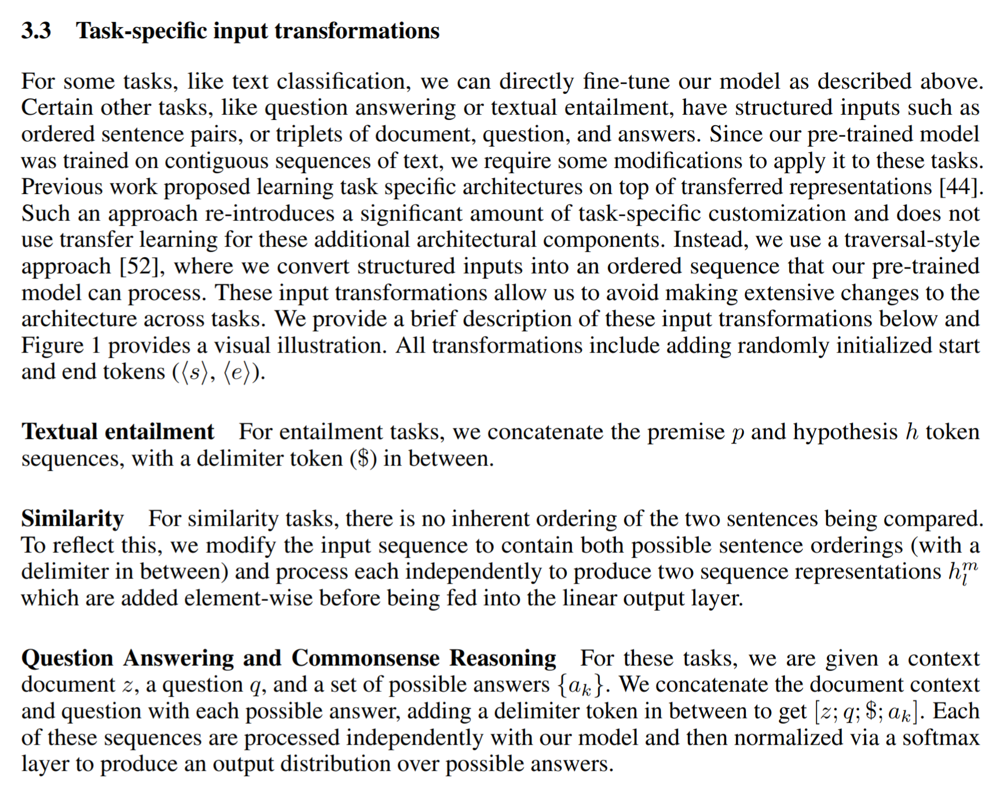 3.3 Task-specific input transformations
For some tasks, like text classification, we can directly fine-tune our model as described above.
Certain other tasks, like question answering or textual entailment, have structured inputs such as
ordered sentence pairs, or triplets of document, question, and answers. Since our pre-trained model
was trained on contiguous sequences of text, we require some modifications to apply it to these tasks.
Previous work proposed learning task specific architectures on top of transferred representations [44].
Such an approach re-introduces a significant amount of task-specific customization and does not
use transfer learning for these additional architectural components. Instead, we use a traversal-style
approach [52], where we convert structured inputs into an ordered sequence that our pre-trained
model can process. These input transformations allow us to avoid making extensive changes to the
architecture across tasks. We provide a brief description of these input transformations below and
Figure 1 provides a visual illustration. All transformations include adding randomly initialized start
and end tokens (⟨s⟩, ⟨e⟩).
Textual entailment For entailment tasks, we concatenate the premise p and hypothesis h token
sequences, with a delimiter token ($) in between.
Similarity For similarity tasks, there is no inherent ordering of the two sentences being compared.
To reflect this, we modify the input sequence to contain both possible sentence orderings (with a
delimiter in between) and process each independently to produce two sequence representations h_l^m
which are added element-wise before being fed into the linear output layer.
Question Answering and Commonsense Reasoning For these tasks, we are given a context
document z, a question q, and a set of possible answers {a_k}. We concatenate the document context
and question with each possible answer, adding a delimiter token in between to get [z; q; $; a_k]. Each
of these sequences are processed independently with our model and then normalized via a softmax
layer to produce an output distribution over possible answers.